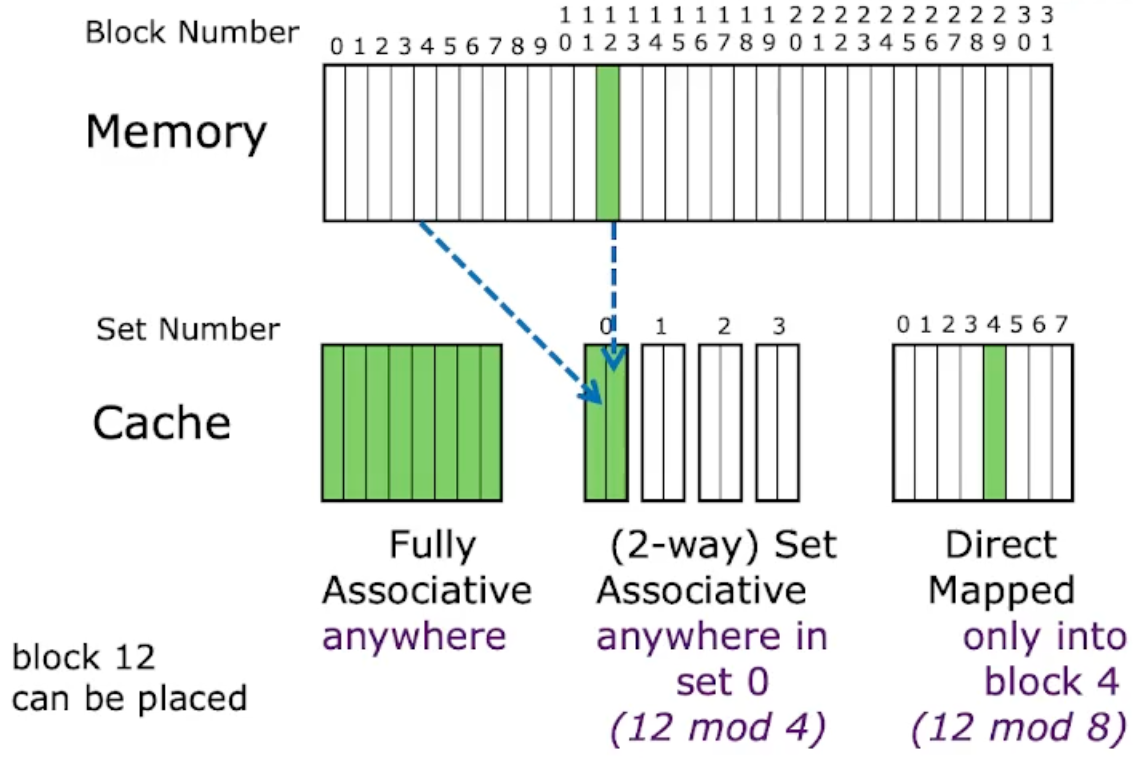 Block Number
0 1 2 3 4 5 6 7 8 9 10 11 12 13 14 15 16 17 18 19 20 21 22 23 24 25 26 27 28 29 30 31
Memory
Set Number
0 1 2 3
0 1 2 3 4 5 6 7
Cache
Fully
Associative
anywhere
(2-way) Set
Associative
anywhere in
set 0
(12 mod 4)
Direct
Mapped
only into
block 4
(12 mod 8)
block 12
can be placed